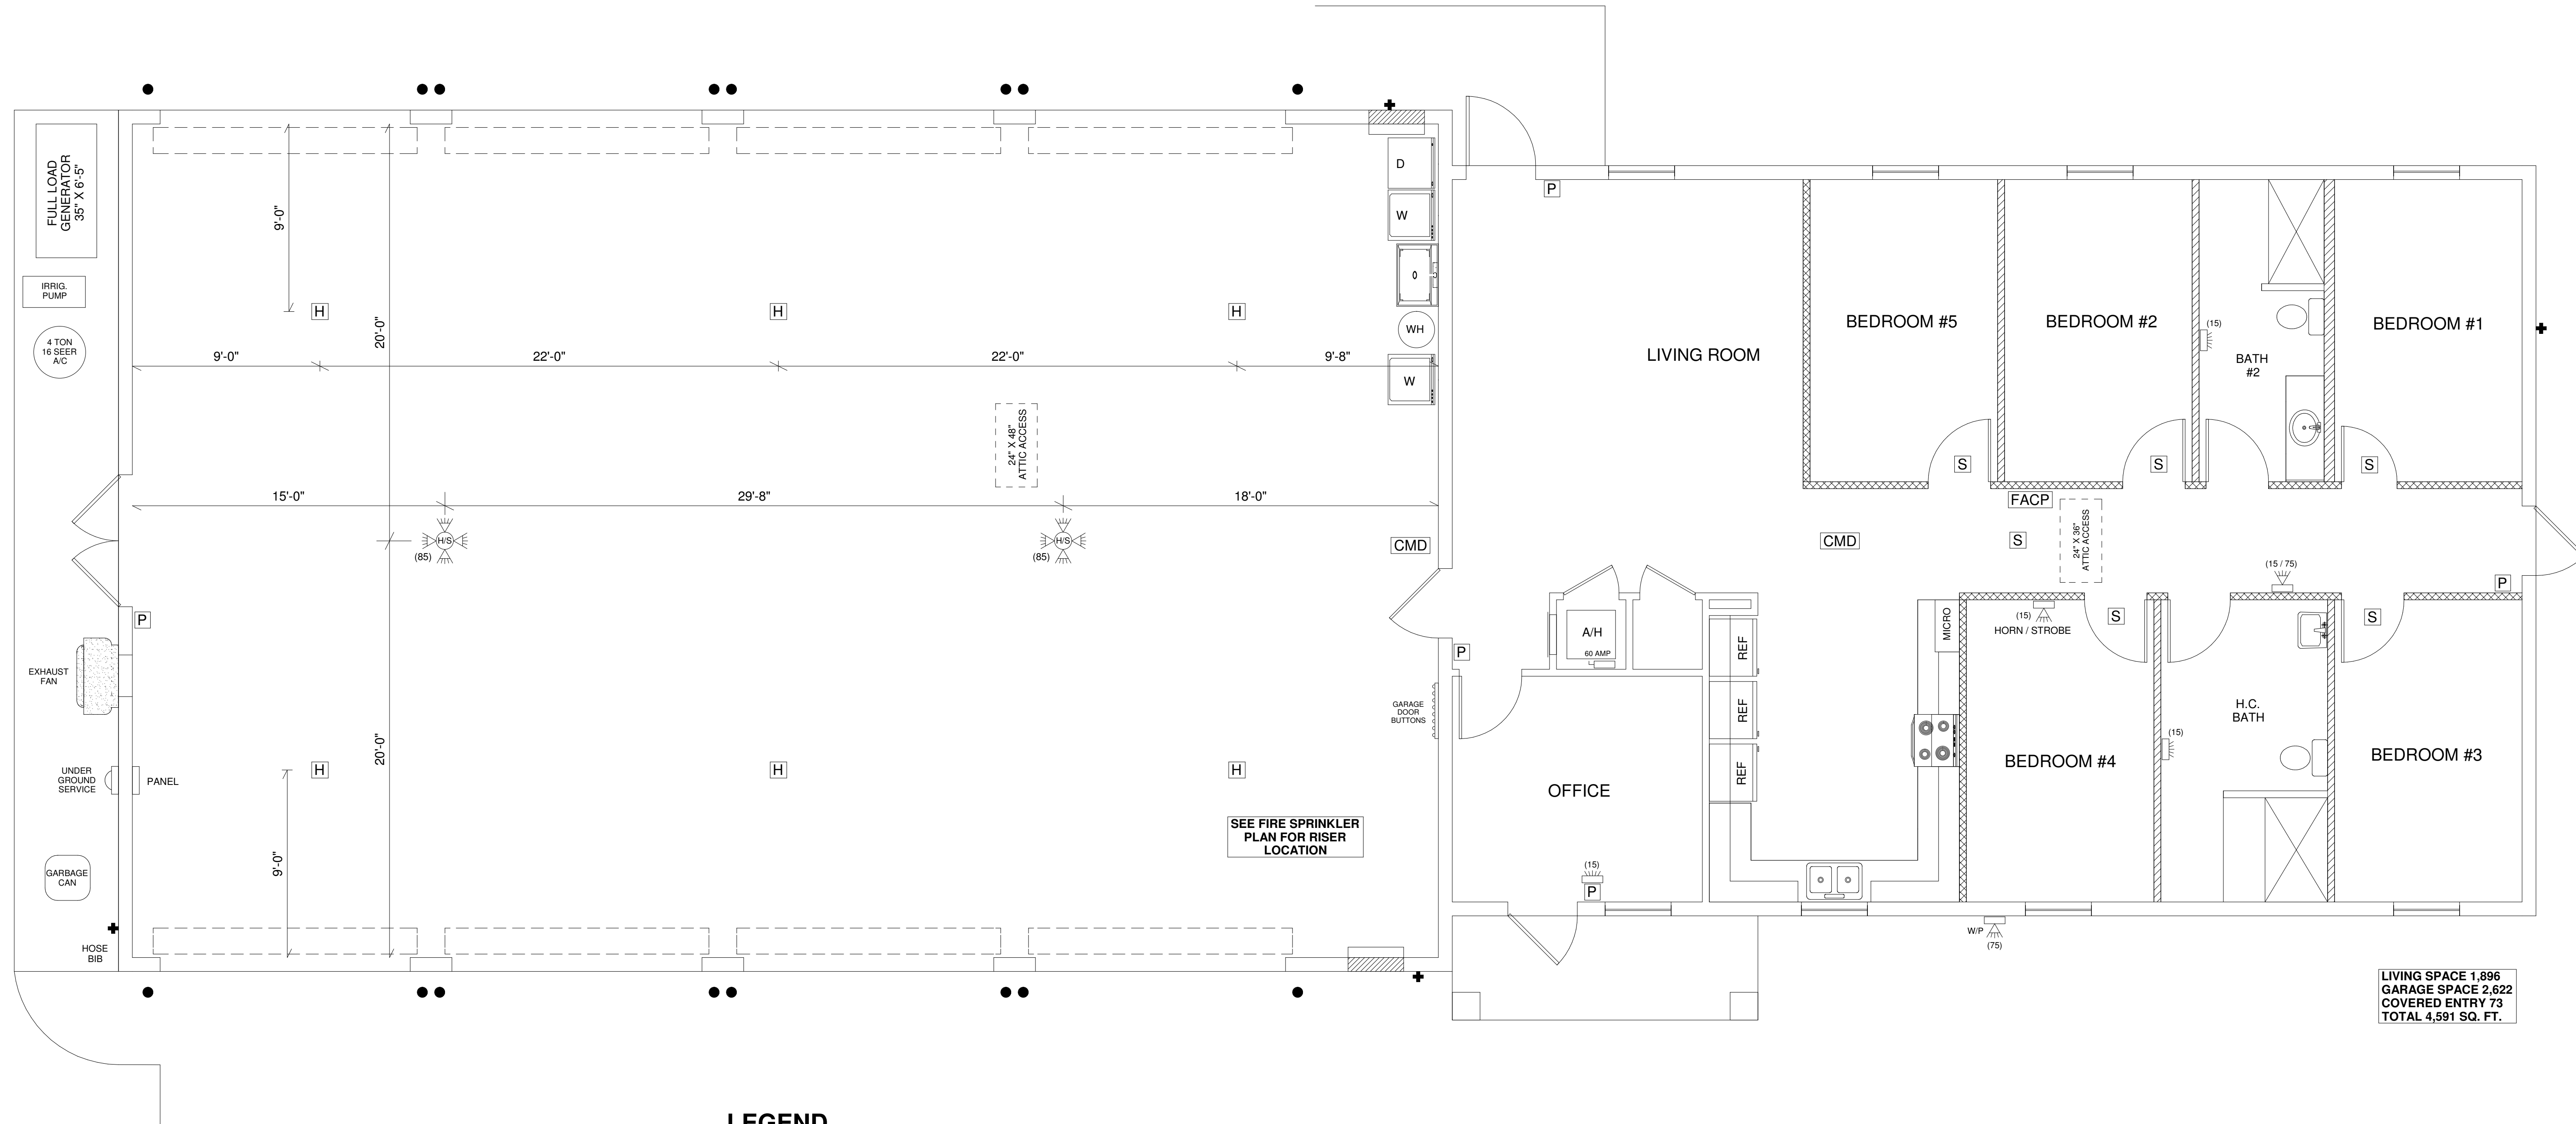 FULL LOAD
GENERATOR
35" X 6'-5"
IRRIG.
PUMP
4 TON
16 SEER
A/C
EXHAUST
FAN
UNDER
GROUND
SERVICE
PANEL
GARBAGE
CAN
HOSE
BIB
P
9'-0"
20'-0"
H
H
H
9'-0"
22'-0"
22'-0"
9'-8"
24" X 48"
ATTIC ACCESS
15'-0"
29'-8"
18'-0"
H/S
(85)
H/S
(85)
20'-0"
9'-0"
H
H
H
SEE FIRE SPRINKLER
PLAN FOR RISER
LOCATION
D
W
WH
W
CMD
GARAGE
DOOR
BUTTONS
P
P
LIVING ROOM
BEDROOM #5
BEDROOM #2
(15)
BATH
#2
BEDROOM #1
S
S
S
FACP
CMD
S
24" X 36"
ATTIC ACCESS
(15 / 75)
P
A/H
60 AMP
REF
REF
REF
MICRO
(15)
HORN / STROBE
S
S
OFFICE
(15)
P
BEDROOM #4
H.C.
BATH
(15)
BEDROOM #3
W/P
(75)
LIVING SPACE 1,896
GARAGE SPACE 2,622
COVERED ENTRY 73
TOTAL 4,591 SQ. FT.
LEGEND